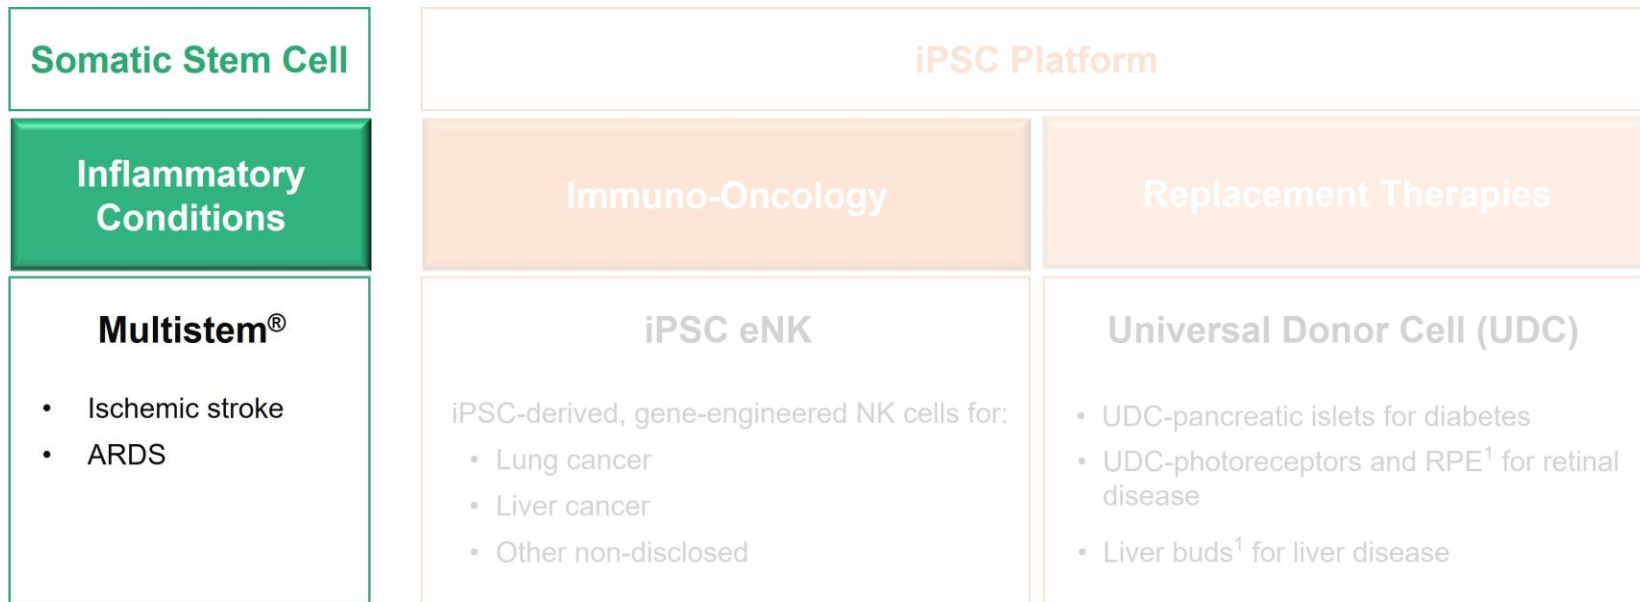 Somatic Stem Cell
iPSC Platform
Inflammatory
Conditions
Immuno-Oncology
Replacement Therapies
Multistem®
• Ischemic stroke
• ARDS
iPSC eNK
iPSC-derived, gene-engineered NK cells for:
• Lung cancer
• Liver cancer
• Other non-disclosed
Universal Donor Cell (UDC)
• UDC-pancreatic islets for diabetes
• UDC-photoreceptors and RPE¹ for retinal
disease
• Liver buds¹ for liver disease